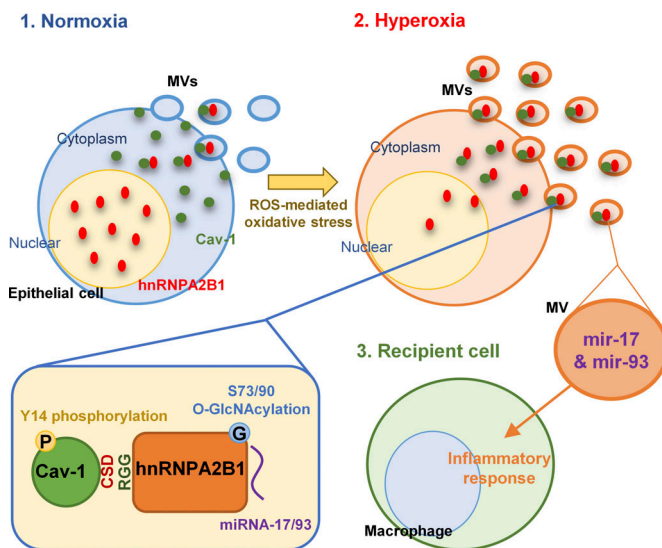 1. Normoxia
MVs
Cytoplasm
Nuclear
Cav-1
hnRNPA2B1
Epithelial cell
ROS-mediated
oxidative stress
2. Hyperoxia
MVs
Cytoplasm
Nuclear
MV
mir-17
& mir-93
S73/90
O-GlcNAcylation
Y14 phosphorylation
P
G
Cav-1
CSD
RGG
hnRNPA2B1
miRNA-17/93
3. Recipient cell
Inflammatory
response
Macrophage